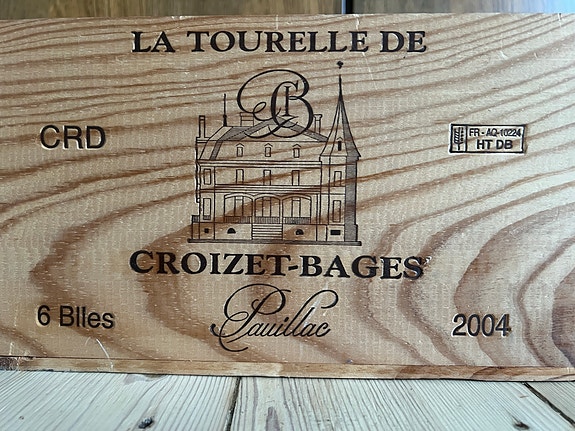 LA TOURELLE DE
CB
CRD
FR - AQ-10224
HT DB
CROIZET-BAGES
6 Blles
Pauillac
2004